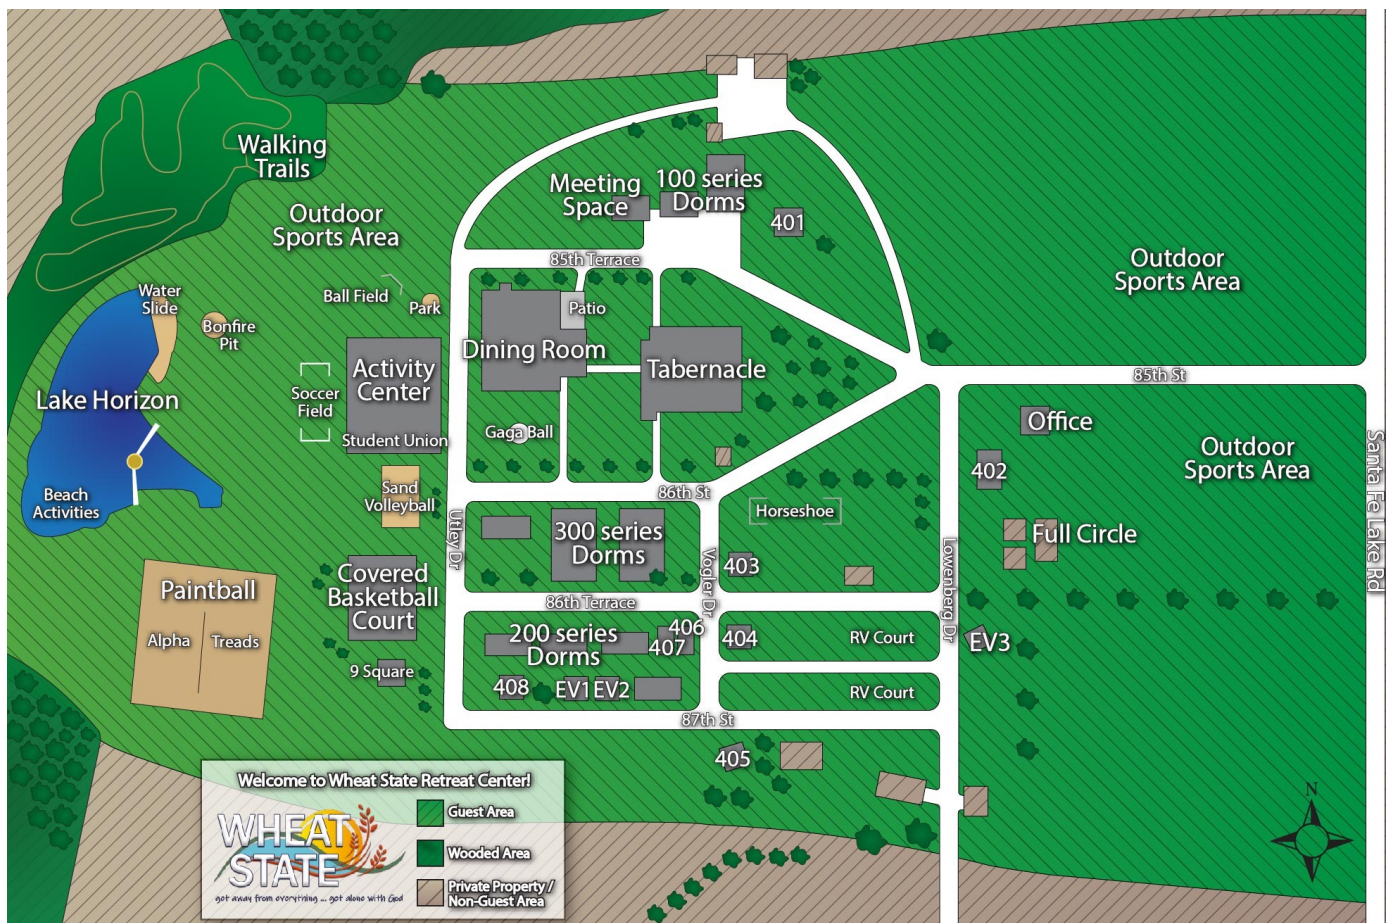 Walking
Trails
Meeting
Space
100 series
Dorms
401
Outdoor
Sports Area
85th Terrace
Outdoor
Sports Area
Water
Slide
Ball Field
Park
Patio
Bonfire
Pit
Dining Room
Activity
Center
Tabernacle
85th St
Lake Horizon
Soccer
Field
Office
Student Union
Gaga Ball
Outdoor
Sports Area
Santa Fe Lake Rd
402
Beach
Activities
Sand
Volleyball
86th St
Horseshoe
Utley Dr
300 series
Dorms
Vogler Dr
Full Circle
403
Lowenberg Dr
Covered
Basketball
Court
Paintball
Alpha
Treads
86th Terrace
200 series
Dorms
406
407
404
RV Court
EV3
9 Square
408
EV1
EV2
RV Court
87th St
405
Welcome to Wheat State Retreat Center!
WHEAT
STATE
get away from everything ... get alone with God
Guest Area
Wooded Area
Private Property /
Non-Guest Area
N